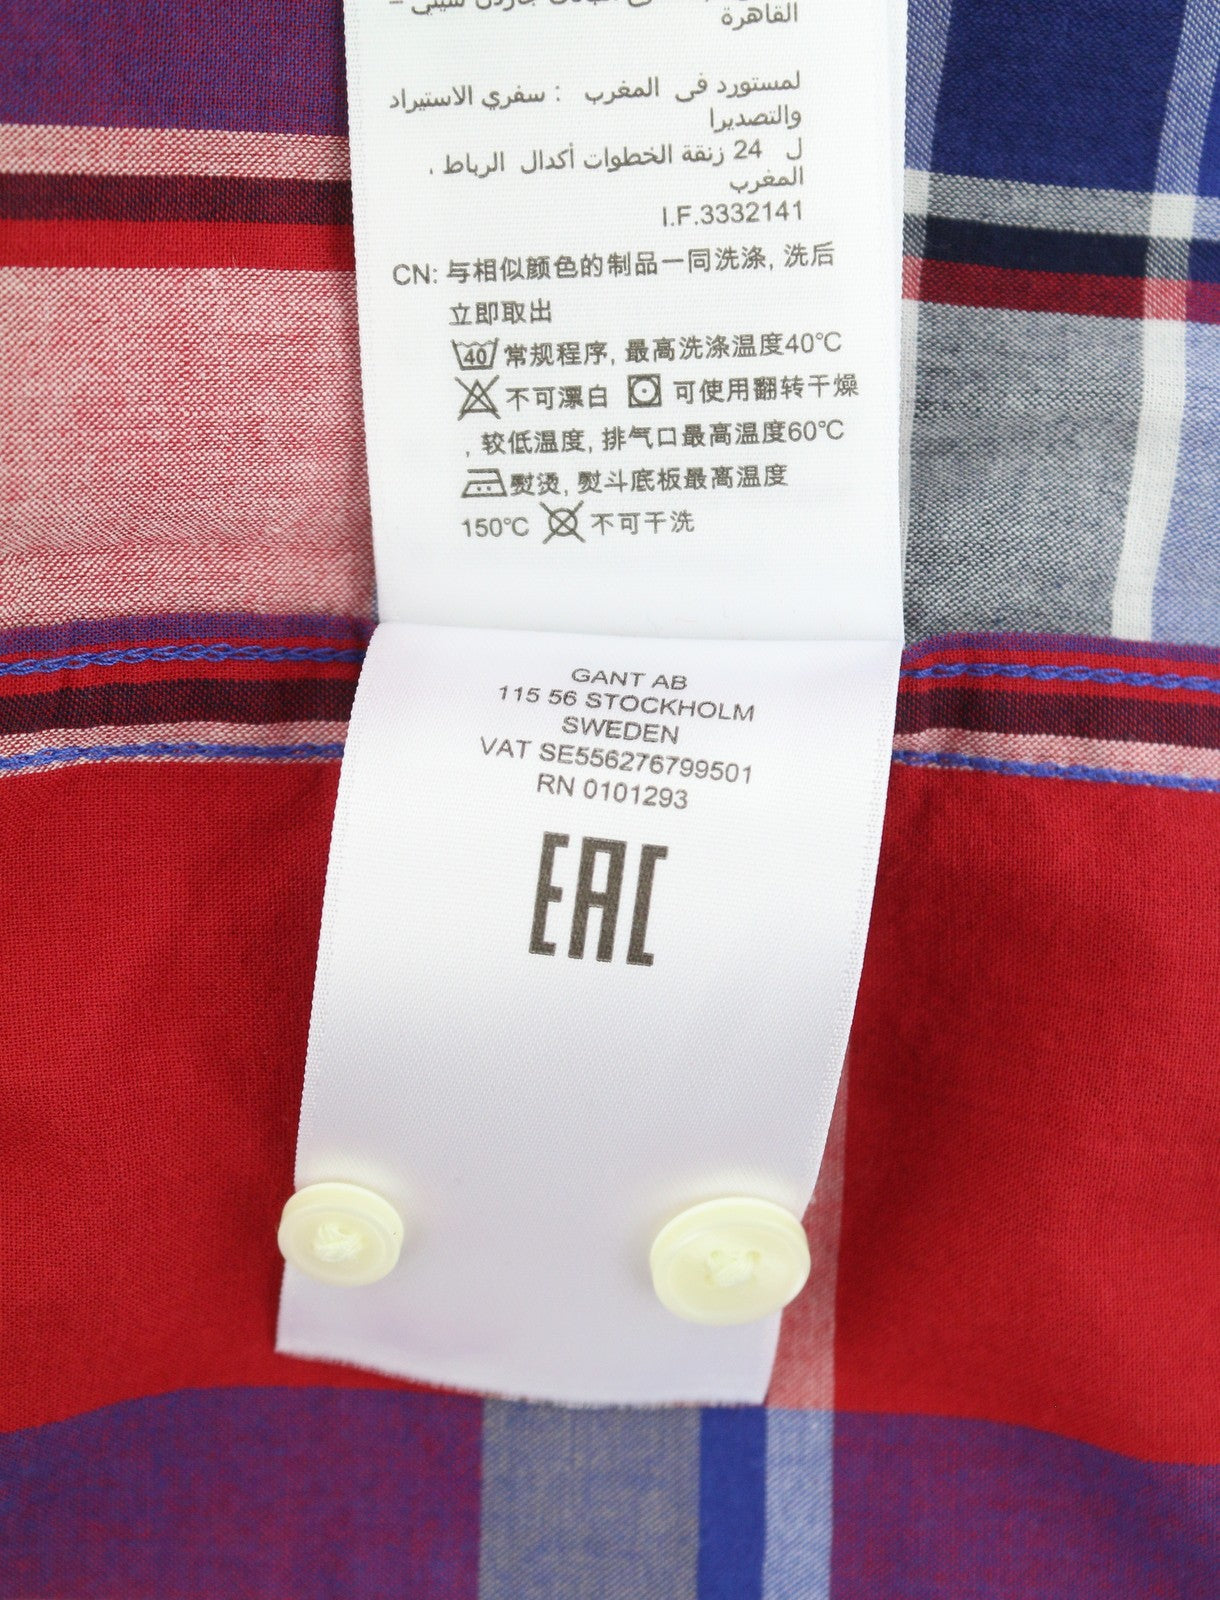 القاهرة
لمستورد فى المغرب : سفري الاستيراد
والتصديرا
ل 24 زنقة الخطوات أكدال الرباط ،
المغرب
I.F.3332141
CN: 与相似颜色的制品一同洗涤, 洗后
立即取出
40 常规程序, 最高洗涤温度40℃
不可漂白 可使用翻转干燥
, 较低温度, 排气口最高温度60℃
熨烫, 熨斗底板最高温度
150℃ 不可干洗
GANT AB
115 56 STOCKHOLM
SWEDEN
VAT SE556276799501
RN 0101293
EAC